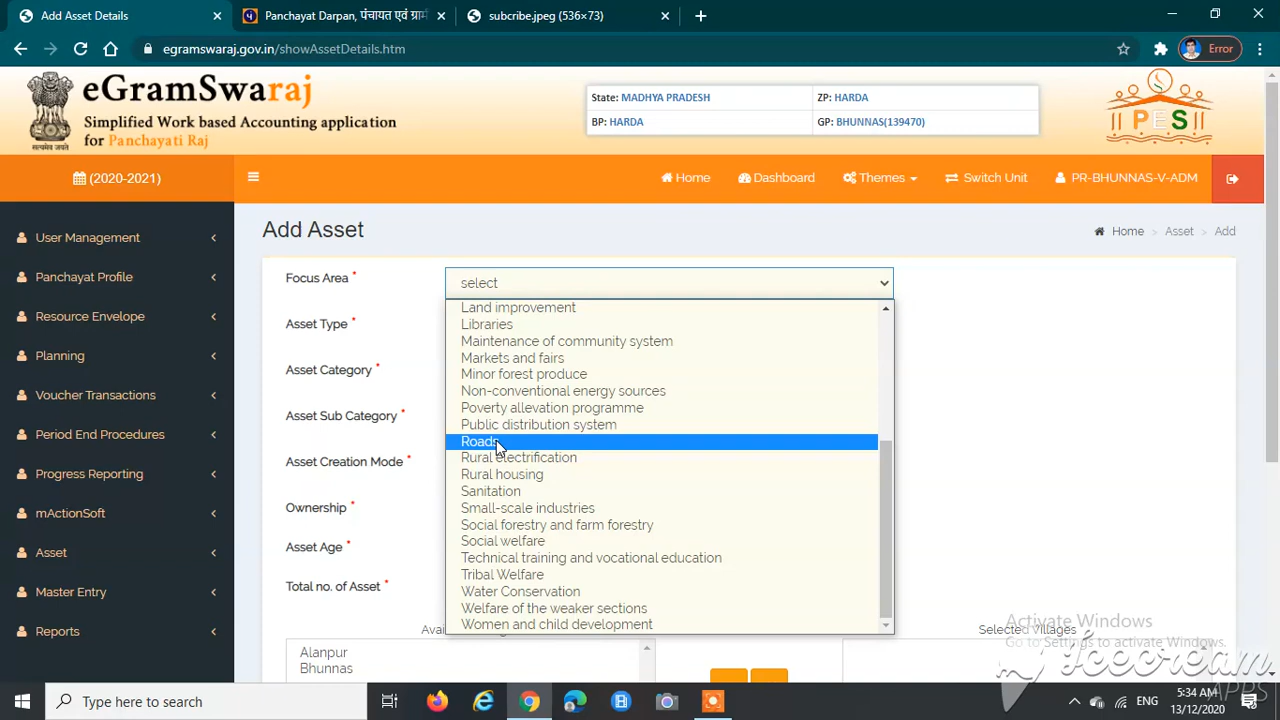 Add Asset Details
Panchayat Darpan, पंचायत एवं ग्रा
subcribe.jpeg (536×73)
egramswaraj.gov.in/showAssetDetails.htm
Error
सत्यमेव जयते
eGramSwaraj
Simplified Work based Accounting application
for Panchayati Raj
State: MADHYA PRADESH
ZP: HARDA
BP: HARDA
GP: BHUNNAS(139470)
PES
(2020-2021)
Home
Dashboard
Themes
Switch Unit
PR-BHUNNAS-V-ADM
User Management
Panchayat Profile
Resource Envelope
Planning
Voucher Transactions
Period End Procedures
Progress Reporting
mActionSoft
Asset
Master Entry
Reports
Add Asset
Home > Asset > Add
Focus Area *
select
Asset Type *
Asset Category *
Asset Sub Category *
Asset Creation Mode *
Ownership *
Asset Age *
Total no. of Asset *
Land improvement
Libraries
Maintenance of community system
Markets and fairs
Minor forest produce
Non-conventional energy sources
Poverty allevation programme
Public distribution system
Roads
Rural electrification
Rural housing
Sanitation
Small-scale industries
Social forestry and farm forestry
Social welfare
Technical training and vocational education
Tribal Welfare
Water Conservation
Welfare of the weaker sections
Women and child development
Selected Villages
Alanpur
Bhunnas
Activate Windows
Go to Settings to activate Windows.
Icecream
APPS
Type here to search
ENG
5:34 AM
13/12/2020